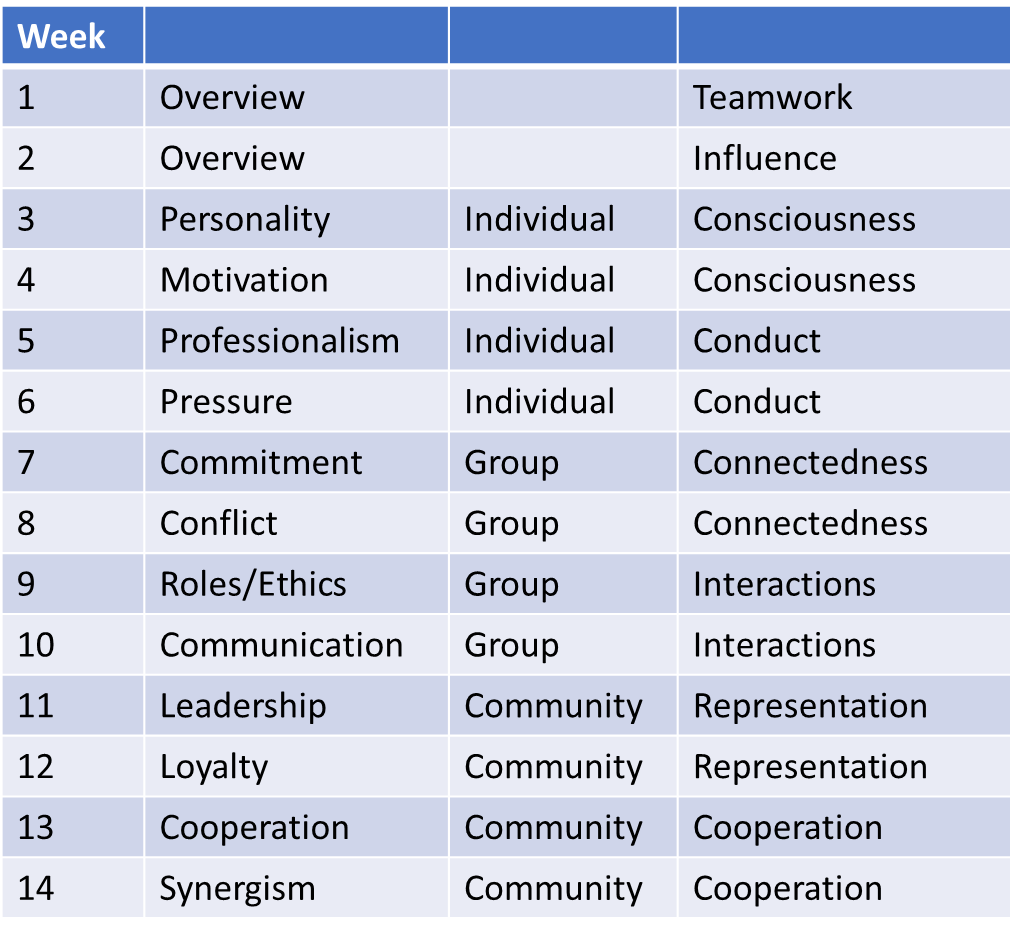 Week
1 Overview Teamwork
2 Overview Influence
3 Personality Individual Consciousness
4 Motivation Individual Consciousness
5 Professionalism Individual Conduct
6 Pressure Individual Conduct
7 Commitment Group Connectedness
8 Conflict Group Connectedness
9 Roles/Ethics Group Interactions
10 Communication Group Interactions
11 Leadership Community Representation
12 Loyalty Community Representation
13 Cooperation Community Cooperation
14 Synergism Community Cooperation